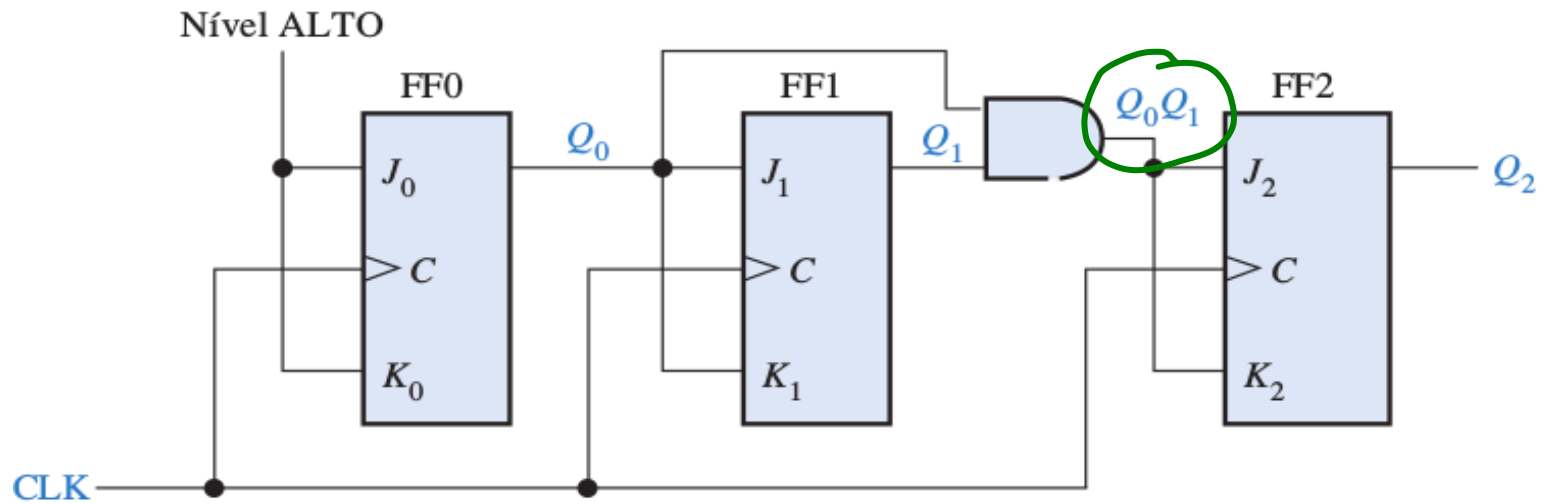 Nível ALTO
FF0
FF1
FF2
Q₀
Q₁
Q₀Q₁
Q₂
J₀
J₁
J₂
C
C
C
K₀
K₁
K₂
CLK